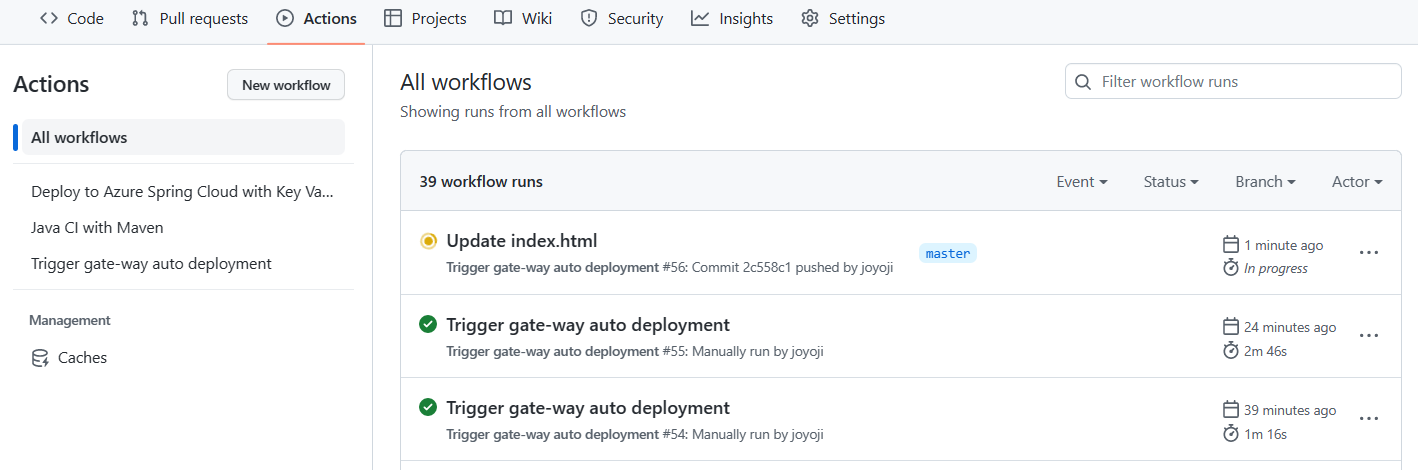 Code Pull requests Actions Projects Wiki Security Insights Settings
Actions
New workflow
All workflows
Deploy to Azure Spring Cloud with Key Va...
Java CI with Maven
Trigger gate-way auto deployment
Management
Caches
All workflows
Showing runs from all workflows
Filter workflow runs
39 workflow runs
Event Status Branch Actor
Update index.html
Trigger gate-way auto deployment #56: Commit 2c558c1 pushed by joyoji
master
1 minute ago
In progress
Trigger gate-way auto deployment
Trigger gate-way auto deployment #55: Manually run by joyoji
24 minutes ago
2m 46s
Trigger gate-way auto deployment
Trigger gate-way auto deployment #54: Manually run by joyoji
39 minutes ago
1m 16s